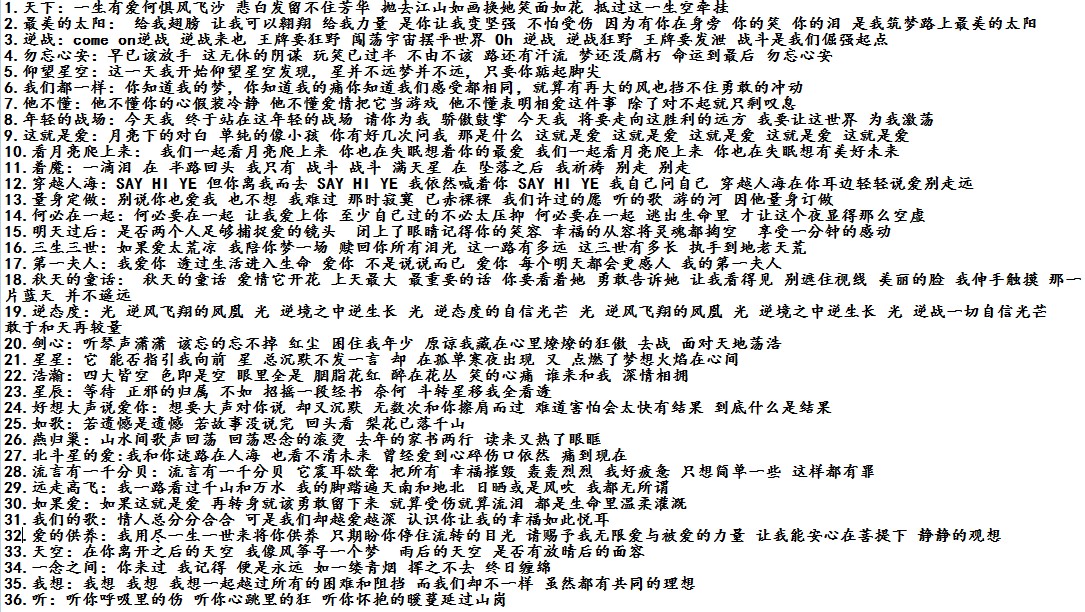 1. 天下: 一生有爱何惧风飞沙 悲白发留不住芳华 抛去江山如画换她笑面如花 抵过这一生空牵挂
2. 最美的太阳: 给我翅膀 让我可以翱翔 给我力量 是你让我变坚强 不怕受伤 因为有你在身旁 你的笑 你的泪 是我筑梦路上最美的太阳
3. 逆战: come on逆战 逆战来也 王牌要狂野 闯荡宇宙摆平世界 Oh 逆战 逆战狂野 王牌要发泄 战斗是我们倔强起点
4. 勿忘心安: 早已该放手 这无休的阴谋 玩笑已过半 不由不该 路还有汗流 梦还没腐朽 命运到最后 勿忘心安
5. 仰望星空: 这一天我开始仰望星空发现, 星并不远梦并不远, 只要你踮起脚尖
6. 我们都一样: 你知道我的梦, 你知道我的痛你知道我们感受都相同, 就算有再大的风也挡不住勇敢的冲动
7. 他不懂: 他不懂你的心假装冷静 他不懂爱情把它当游戏 他不懂表明相爱这件事 除了对不起就只剩叹息
8. 年轻的战场: 今天我 终于站在这年轻的战场 请你为我 骄傲鼓掌 今天我 将要走向这胜利的远方 我要让这世界 为我激荡
9. 这就是爱: 月亮下的对白 单纯的像小孩 你有好几次问我 那是什么 这就是爱 这就是爱 这就是爱 这就是爱 这就是爱
10. 看月亮爬上来: 我们一起看月亮爬上来 你也在失眠想着你的最爱 我们一起看月亮爬上来 你也在失眠想有美好未来
11. 着魔: 一滴泪 在 半路回头 我只有 战斗 战斗 满天星 在 坠落之后 我祈祷 别走 别走
12. 穿越人海: SAY HI YE 但你离我而去 SAY HI YE 我依然喊着你 SAY HI YE 我自己问自己 穿越人海在你耳边轻轻说爱别走远
13. 量身定做: 别说你也爱我 也不想 我难过 那时寂寞 已赤裸裸 我们许过的愿 听的歌 游的河 因他量身订做
14. 何必在一起: 何必要在一起 让我爱上你 至少自己过的不必太压抑 何必要在一起 逃出生命里 才让这个夜显得那么空虚
15. 明天过后: 是否两个人足够捕捉爱的镜头 闭上了眼睛记得你的笑容 幸福的从容将灵魂都掏空 享受一分钟的感动
16. 三生三世: 如果爱太荒凉 我陪你梦一场 赎回你所有泪光 这一路有多远 这三世有多长 执手到地老天荒
17. 第一夫人: 我爱你 透过生活进入生命 爱你 不是说说而已 爱你 每个明天都会更感人 我的第一夫人
18. 秋天的童话: 秋天的童话 爱情它开花 上天最大 最重要的话 你要看着她 勇敢告诉她 让我看得见 别遮住视线 美丽的脸 我伸手触摸 那一
片蓝天 并不遥远
19. 逆态度: 光 逆风飞翔的凤凰 光 逆境之中逆生长 光 逆态度的自信光芒 光 逆风飞翔的凤凰 光 逆境之中逆生长 光 逆战一切自信光芒
敢于和天再较量
20. 剑心: 听琴声潇潇 该忘的忘不掉 红尘 困住我年少 原谅我藏在心里燎燎的狂傲 去战 面对天地荡浩
21. 星星: 它 能否指引我向前 星 总沉默不发一言 却 在孤单寒夜出现 又 点燃了梦想火焰在心间
22. 浩瀚: 四大皆空 色即是空 眼里全是 胭脂花红 醉在花丛 笑的心痛 谁来和我 深情相拥
23. 星辰: 等待 正邪的归属 不如 招摇一段经书 奈何 斗转星移我全看透
24. 好想大声说爱你: 想要大声对你说 却又沉默 无数次和你擦肩而过 难道害怕会太快有结果 到底什么是结果
25. 如歌: 若遗憾是遗憾 若故事没说完 回头看 梨花已落千山
26. 燕归巢: 山水间歌声回荡 回荡思念的滚烫 去年的家书两行 读来又热了眼眶
27. 北斗星的爱:我和你迷路在人海 也看不清未来 曾经爱到心碎伤口依然 痛到现在
28. 流言有一千分贝: 流言有一千分贝 它震耳欲聋 把所有 幸福摧毁 轰轰烈烈 我好疲惫 只想简单一些 这样都有罪
29. 远走高飞: 我一路看过千山和万水 我的脚踏遍天南和地北 日晒或是风吹 我都无所谓
30. 如果爱: 如果这就是爱 再转身就该勇敢留下来 就算受伤就算流泪 都是生命里温柔灌溉
31. 我们的歌: 情人总分分合合 可是我们却越爱越深 认识你让我的幸福如此悦耳
32. 爱的供养: 我用尽一生一世来将你供养 只期盼你停住流转的目光 请赐予我无限爱与被爱的力量 让我能安心在菩提下 静静的观想
33. 天空: 在你离开之后的天空 我像风筝寻一个梦 雨后的天空 是否有放晴后的面容
34. 一念之间: 你来过 我记得 便是永远 如一缕青烟 挥之不去 终日缠绵
35. 我想: 我想 我想 我想一起越过所有的困难和阻挡 而我们却不一样 虽然都有共同的理想
36. 听: 听你呼吸里的伤 听你心跳里的狂 听你怀抱的暖蔓延过山岗